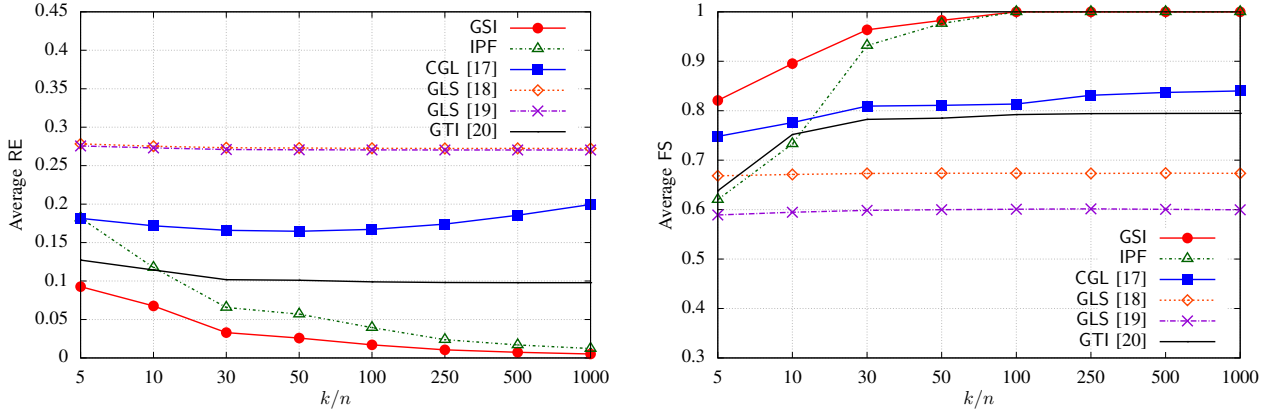 0.45
0.4
0.35
0.3
0.25
0.2
0.15
0.1
0.05
0
Average RE
GSI
IPF
CGL [17]
GLS [18]
GLS [19]
GTI [20]
5 10 30 50 100 250 500 1000
k/n
1
0.9
0.8
0.7
0.6
0.5
0.4
0.3
Average FS
GSI
IPF
CGL [17]
GLS [18]
GLS [19]
GTI [20]
5 10 30 50 100 250 500 1000
k/n